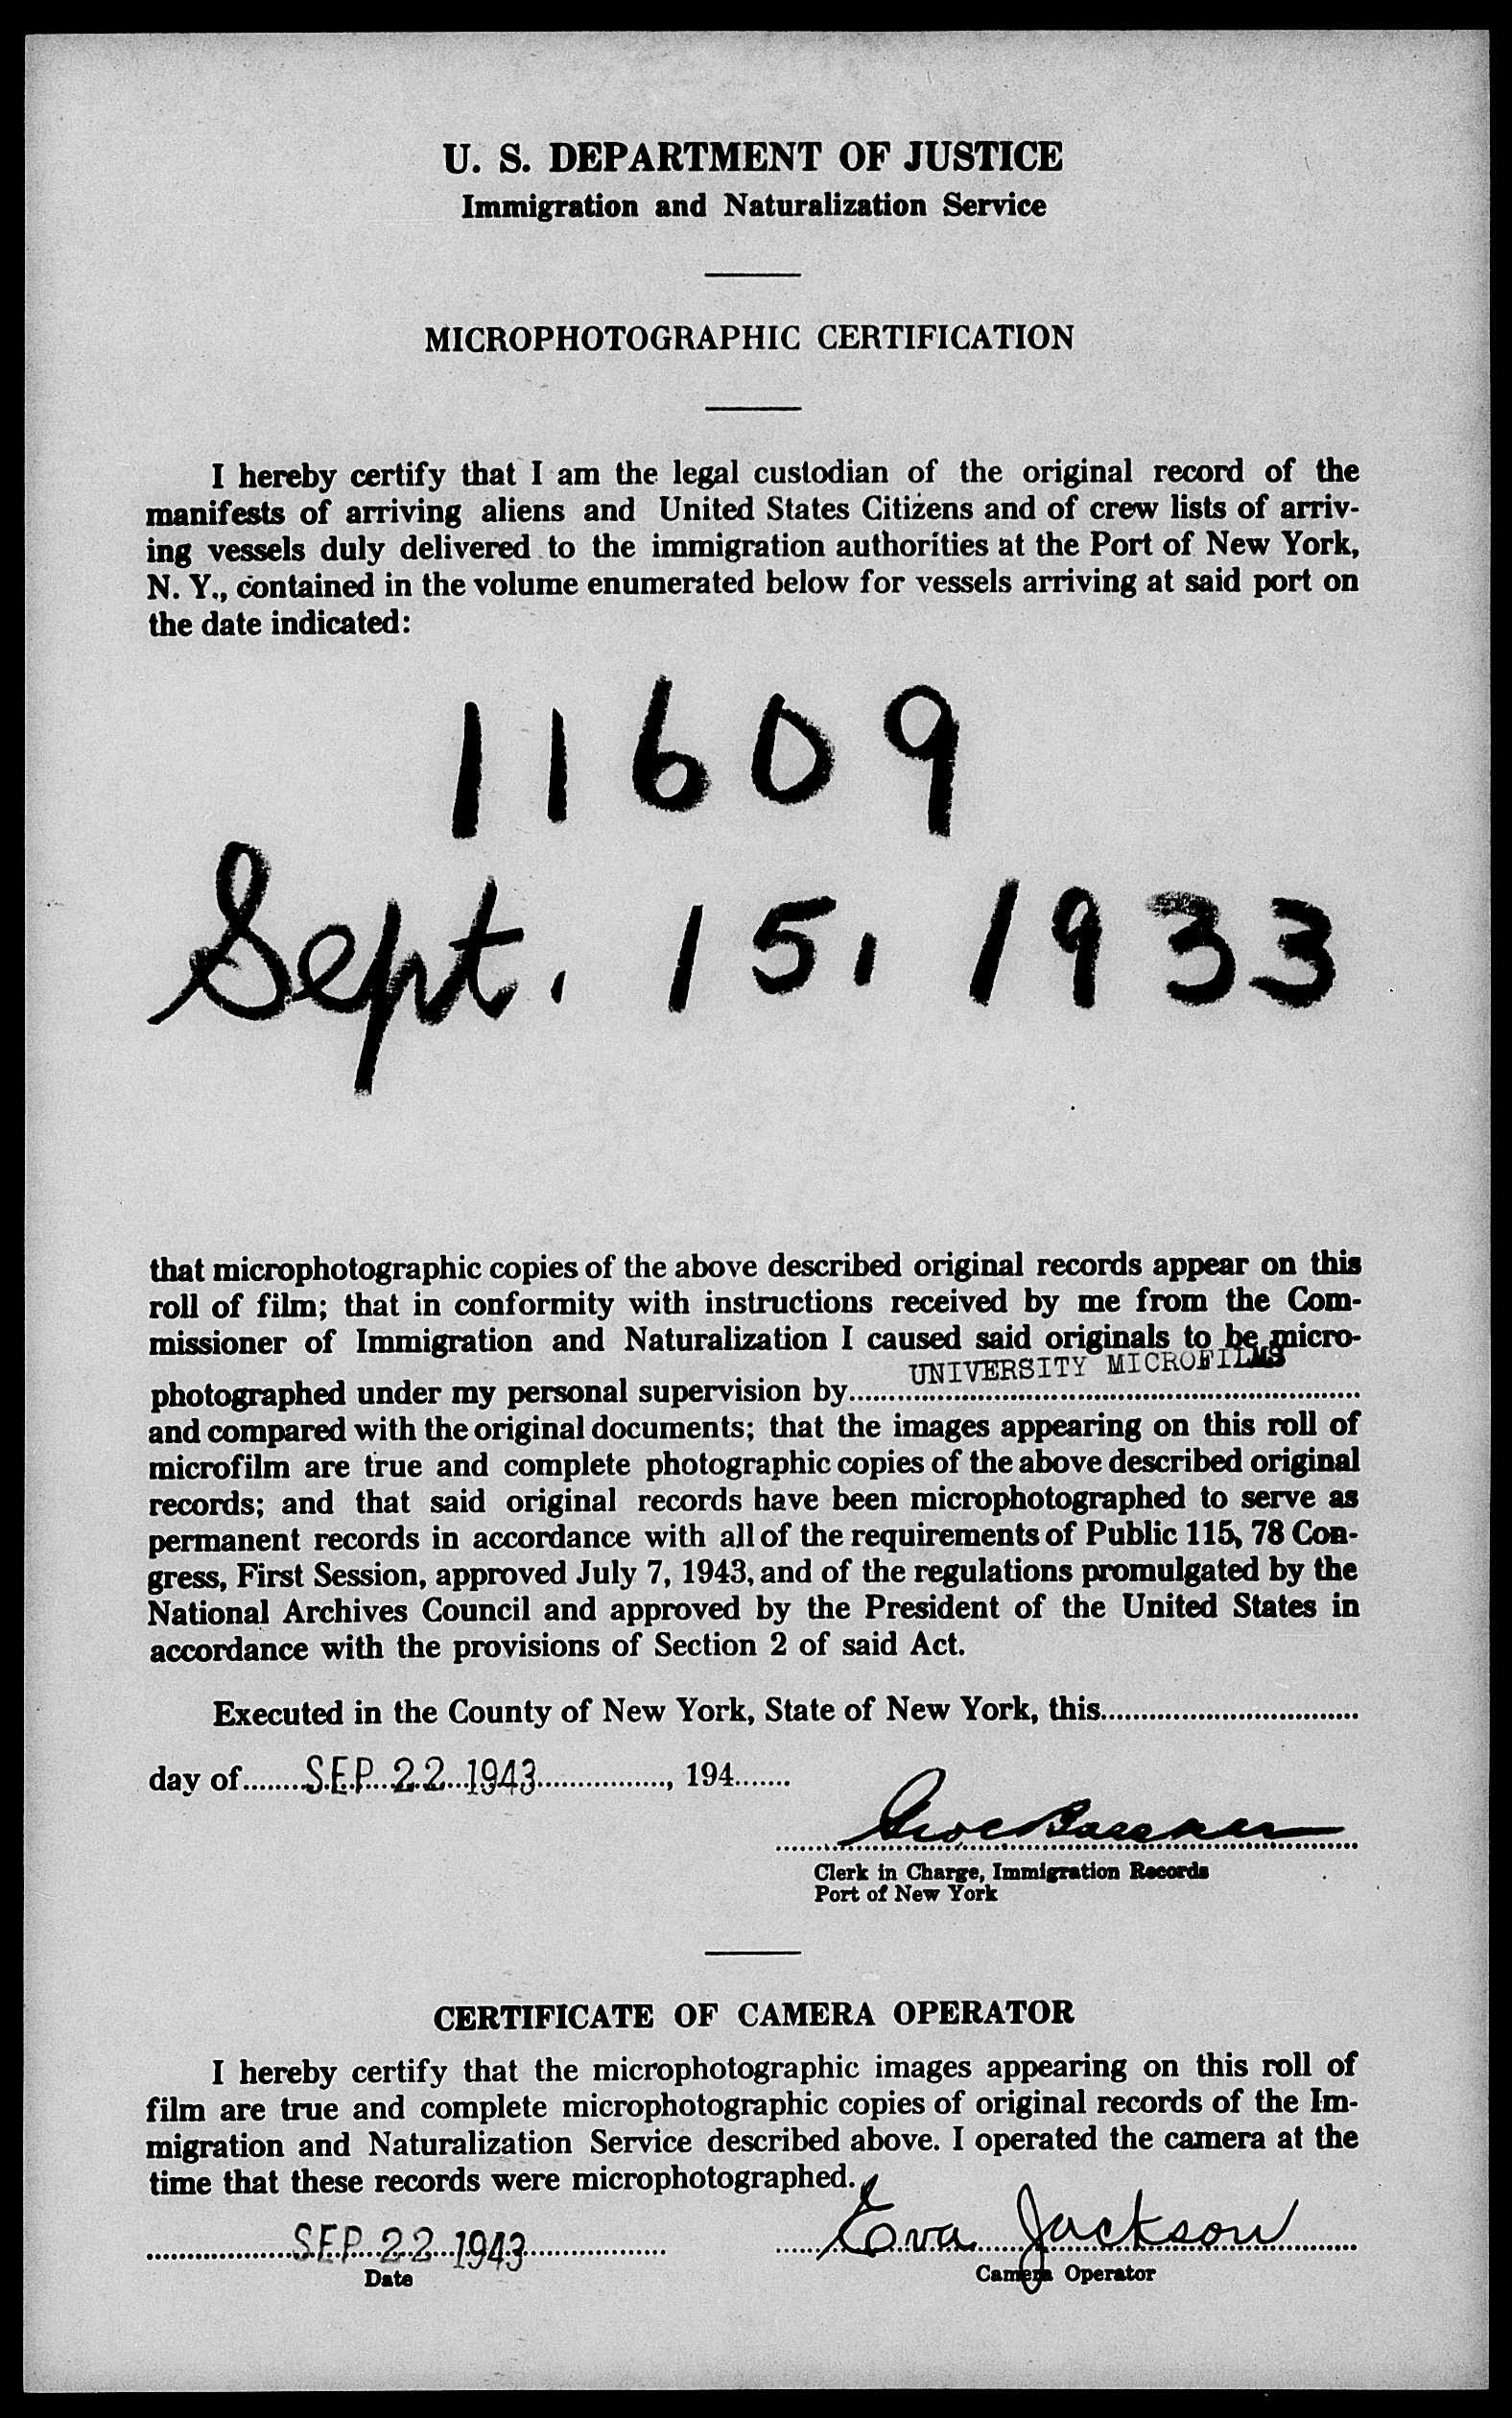 U. S. DEPARTMENT OF JUSTICE
Immigration and Naturalization Service
MICROPHOTOGRAPHIC CERTIFICATION
I hereby certify that I am the legal custodian of the original record of the
manifests of arriving aliens and United States Citizens and of crew lists of arriv-
ing vessels duly delivered to the immigration authorities at the Port of New York,
N. Y., contained in the volume enumerated below for vessels arriving at said port on
the date indicated:
11609
Sept. 15, 1933
that microphotographic copies of the above described original records appear on this
roll of film; that in conformity with instructions received by me from the Com-
missioner of Immigration and Naturalization I caused said originals to be micro-
photographed under my personal supervision by UNIVERSITY MICROFILMS
and compared with the original documents; that the images appearing on this roll of
microfilm are true and complete photographic copies of the above described original
records; and that said original records have been microphotographed to serve as
permanent records in accordance with all of the requirements of Public 115, 78 Con-
gress, First Session, approved July 7, 1943, and of the regulations promulgated by the
National Archives Council and approved by the President of the United States in
accordance with the provisions of Section 2 of said Act.
Executed in the County of New York, State of New York, this
day of SEP 22 1943, 194
Clerk in Charge, Immigration Records
Port of New York
CERTIFICATE OF CAMERA OPERATOR
I hereby certify that the microphotographic images appearing on this roll of
film are true and complete microphotographic copies of original records of the Im-
migration and Naturalization Service described above. I operated the camera at the
time that these records were microphotographed.
SEP 22 1943 Eva Jackson
Date Camera Operator